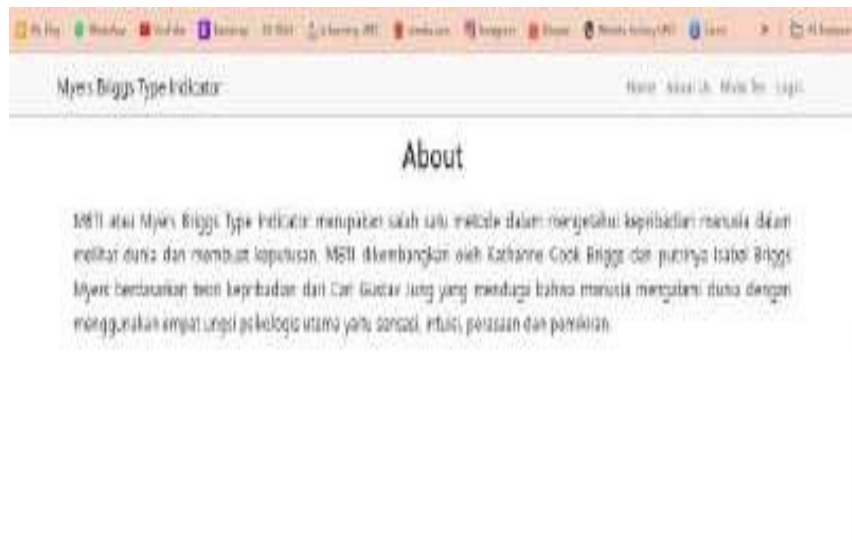 WhatsApp YouTube
Myers Briggs Type Indicator Home About Us Login
About
MBTI atau Myers Briggs Type Indicator merupakan salah satu metode dalam mengetahui kepribadian manusia dalam
melihat dunia dan membuat keputusan. MBTI dikembangkan oleh Katharine Cook Briggs dan putrinya Isabel Briggs
Myers berdasarkan teori kepribadian dari Carl Gustav Jung yang menduga bahwa manusia mengalami dunia dengan
menggunakan empat ungsi psikologis utama yaitu sensasi, intuisi, perasaan dan pemikiran.